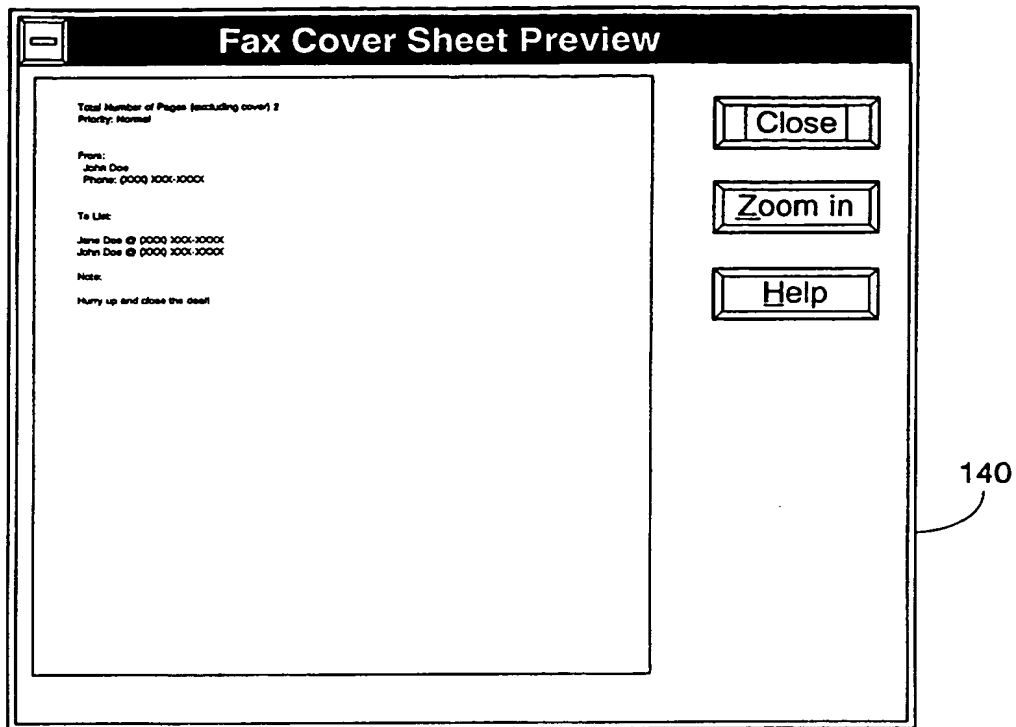 Fax Cover Sheet Preview
Total Number of Pages (excluding cover) 2
Priority: Normal
From:
John Doe
Phone: (XXX) XXX-XXXX
To List:
Jane Doe @ (XXX) XXX-XXXX
John Doe @ (XXX) XXX-XXXX
Note:
Hurry up and close the deal!
Close
Zoom in
Help
140